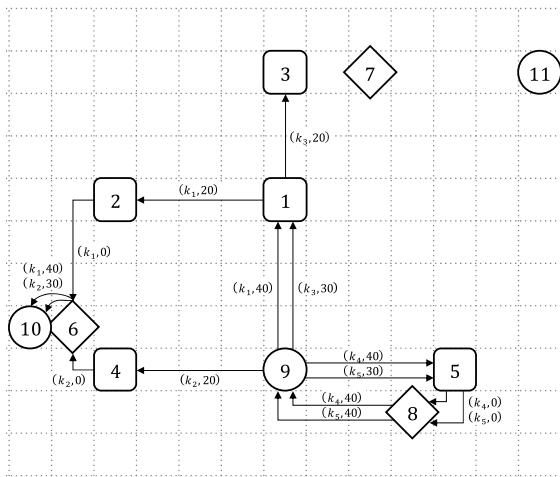 3
7
11
(k₃,20)
2
(k₁,20)
1
(k₁,0)
(k₁,40)
(k₂,30)
(k₁,40)
(k₃,30)
10
6
(k₂,0)
4
(k₂,20)
9
(k₄,40)
(k₅,30)
5
(k₄,40)
(k₅,40)
8
(k₄,0)
(k₅,0)